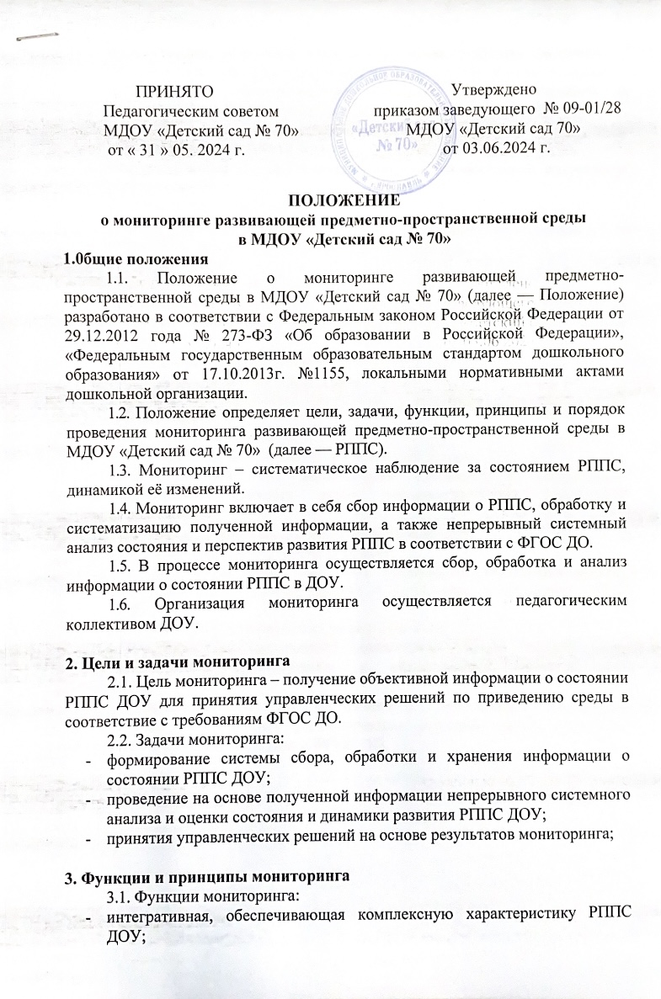 ПРИНЯТО
Педагогическим советом
МДОУ «Детский сад № 70»
от « 31 » 05. 2024 г.
Утверждено
приказом заведующего № 09-01/28
МДОУ «Детский сад 70»
от 03.06.2024 г.
«Детский сад
№ 70»
ПОЛОЖЕНИЕ
о мониторинге развивающей предметно-пространственной среды
в МДОУ «Детский сад № 70»
1.0бщие положения
1.1. Положение о мониторинге развивающей предметно-
пространственной среды в МДОУ «Детский сад № 70» (далее — Положение)
разработано в соответствии с Федеральным законом Российской Федерации от
29.12.2012 года № 273-ФЗ «Об образовании в Российской Федерации»,
«Федеральным государственным образовательным стандартом дошкольного
образования» от 17.10.2013г. №1155, локальными нормативными актами
дошкольной организации.
1.2. Положение определяет цели, задачи, функции, принципы и порядок
проведения мониторинга развивающей предметно-пространственной среды в
МДОУ «Детский сад № 70» (далее — РППС).
1.3. Мониторинг – систематическое наблюдение за состоянием РППС,
динамикой её изменений.
1.4. Мониторинг включает в себя сбор информации о РППС, обработку и
систематизацию полученной информации, а также непрерывный системный
анализ состояния и перспектив развития РППС в соответствии с ФГОС ДО.
1.5. В процессе мониторинга осуществляется сбор, обработка и анализ
информации о состоянии РППС в ДОУ.
1.6. Организация мониторинга осуществляется педагогическим
коллективом ДОУ.
2. Цели и задачи мониторинга
2.1. Цель мониторинга – получение объективной информации о состоянии
РППС ДОУ для принятия управленческих решений по приведению среды в
соответствие с требованиям ФГОС ДО.
2.2. Задачи мониторинга:
- формирование системы сбора, обработки и хранения информации о
состоянии РППС ДОУ;
- проведение на основе полученной информации непрерывного системного
анализа и оценки состояния и динамики развития РППС ДОУ;
- принятия управленческих решений на основе результатов мониторинга;
3. Функции и принципы мониторинга
3.1. Функции мониторинга:
- интегративная, обеспечивающая комплексную характеристику РППС
ДОУ;